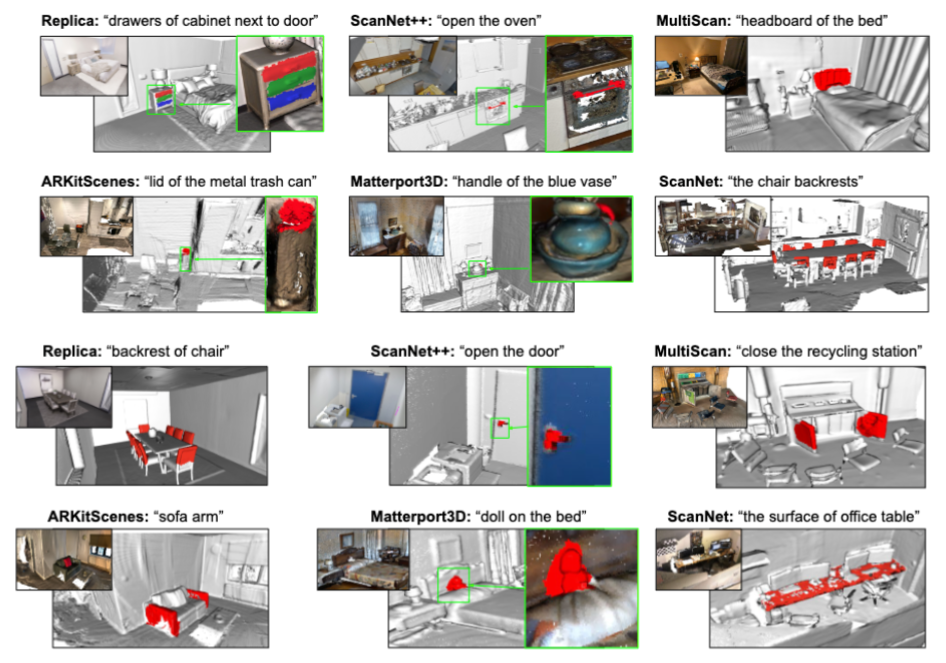 Replica: “drawers of cabinet next to door”
ScanNet++: “open the oven”
MultiScan: “headboard of the bed”
ARKitScenes: “lid of the metal trash can”
Matterport3D: “handle of the blue vase”
ScanNet: “the chair backrests”
Replica: “backrest of chair”
ScanNet++: “open the door”
MultiScan: “close the recycling station”
ARKitScenes: “sofa arm”
Matterport3D: “doll on the bed”
ScanNet: “the surface of office table”